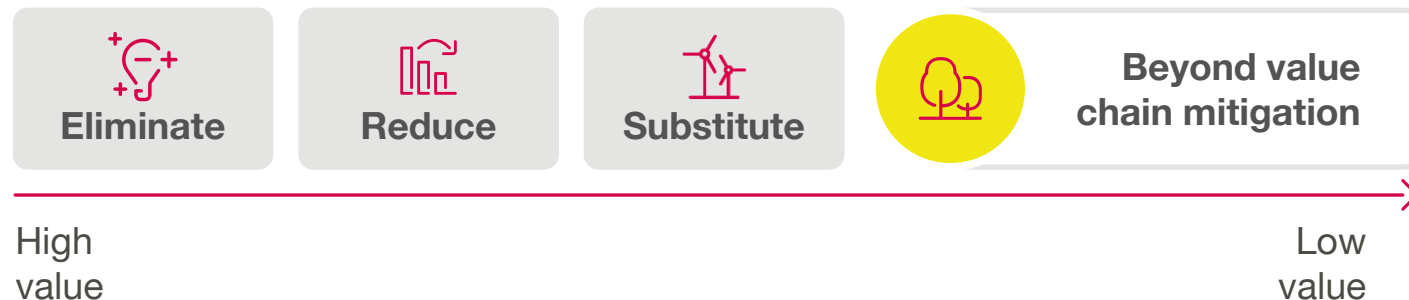 Eliminate
Reduce
Substitute
Beyond value
chain mitigation
High
value
Low
value